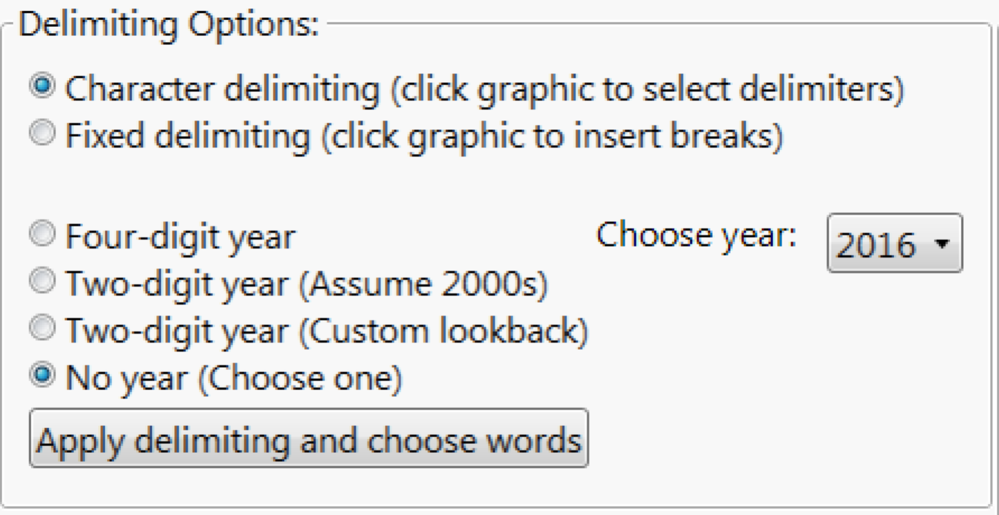 Delimiting Options:
Character delimiting (click graphic to select delimiters)
Fixed delimiting (click graphic to insert breaks)
Four-digit year
Choose year:
2016
Two-digit year (Assume 2000s)
Two-digit year (Custom lookback)
No year (Choose one)
Apply delimiting and choose words